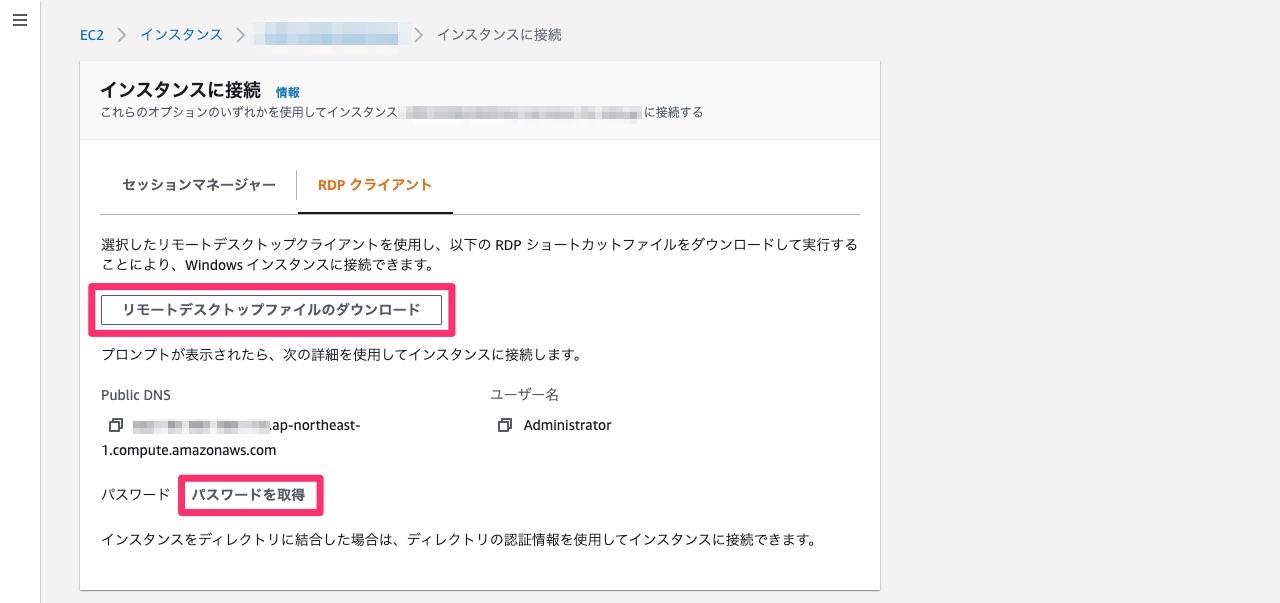 EC2 インスタンス インスタンスに接続
インスタンスに接続 情報
これらのオプションのいずれかを使用してインスタンス に接続する
セッションマネージャー RDP クライアント
選択したリモートデスクトップクライアントを使用し、以下の RDP ショートカットファイルをダウンロードして実行する
ことにより、Windows インスタンスに接続できます。
リモートデスクトップファイルのダウンロード
プロンプトが表示されたら、次の詳細を使用してインスタンスに接続します。
Public DNS ユーザー名
.ap-northeast- Administrator
1.compute.amazonaws.com
パスワード パスワードを取得
インスタンスをディレクトリに結合した場合は、ディレクトリの認証情報を使用してインスタンスに接続できます。